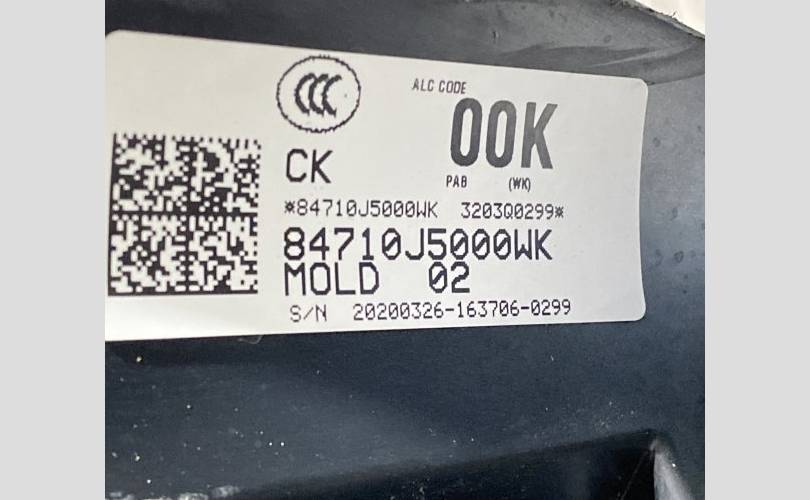 CCC
ALC CODE
00K
CK
PAB (WK)
*84710J5000WK 3203Q0299*
84710J5000WK
MOLD 02
S/N 20200326-163706-0299